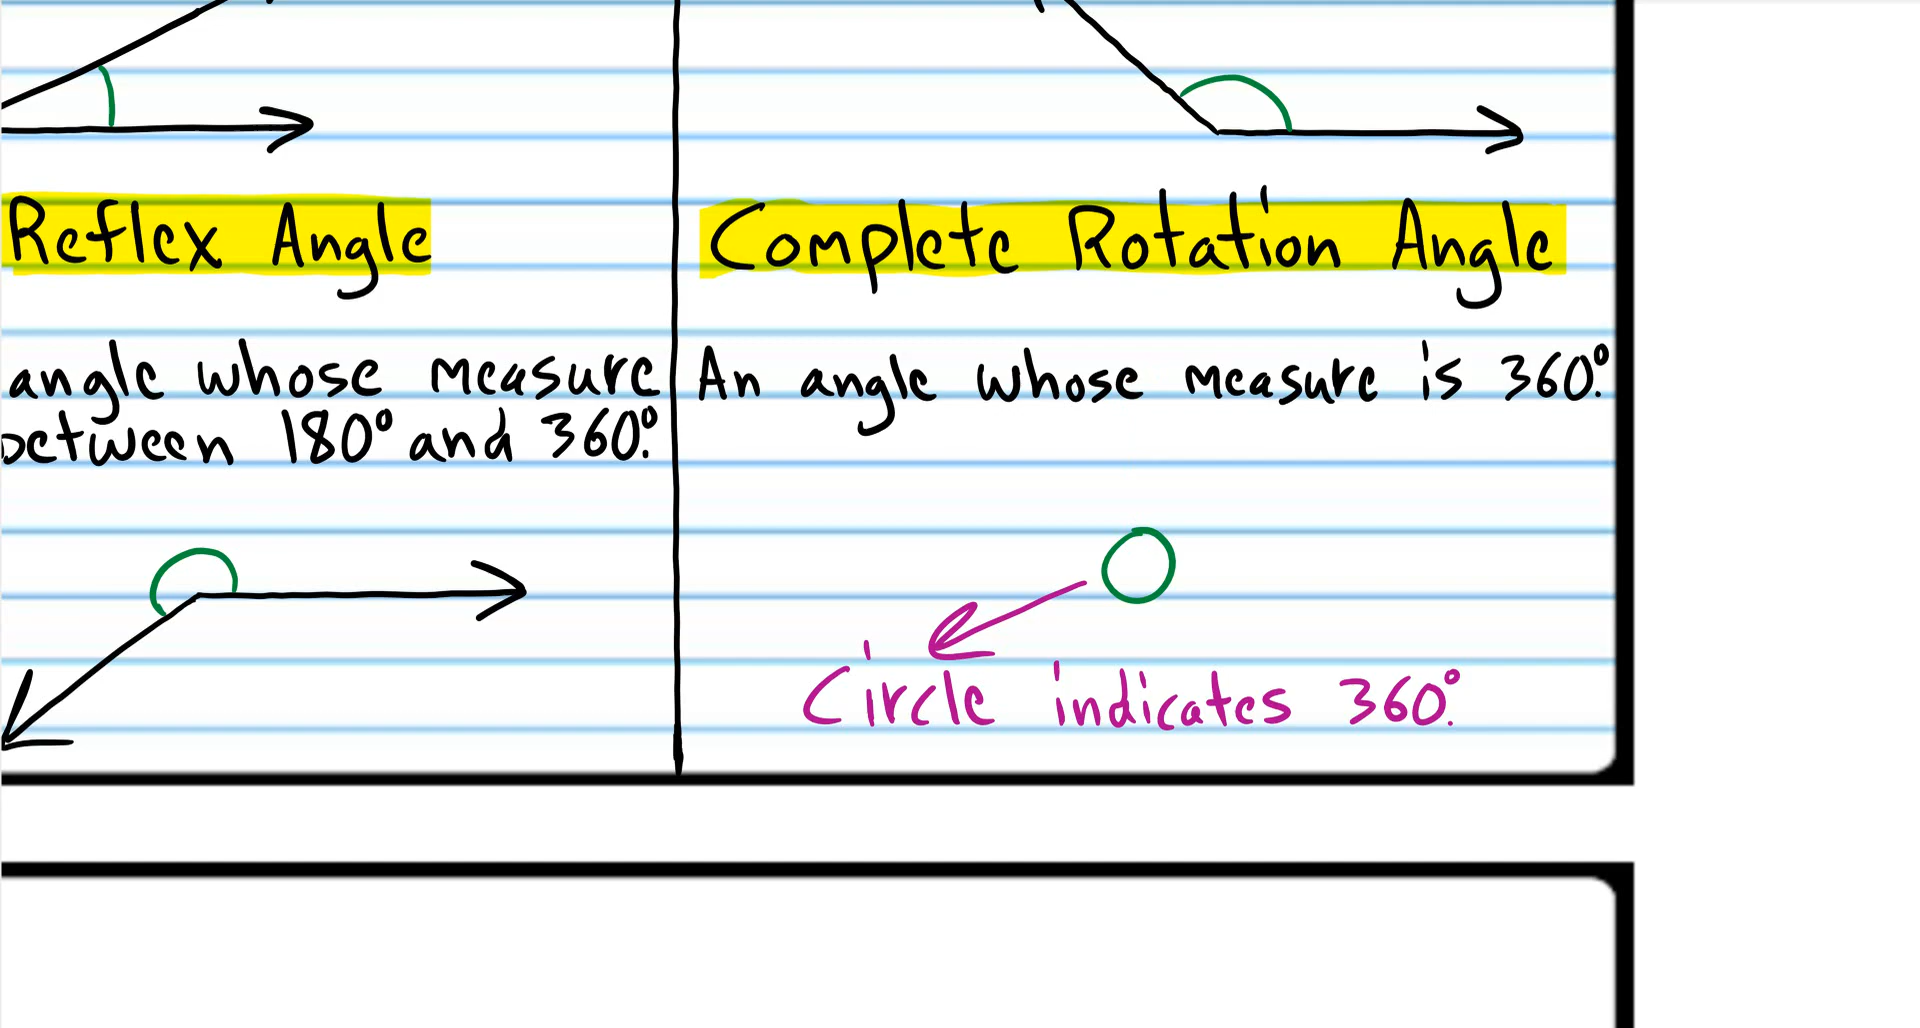 Reflex Angle
angle whose measure
between 180° and 360°.
Complete Rotation Angle
An angle whose measure is 360°.
Circle indicates 360°.